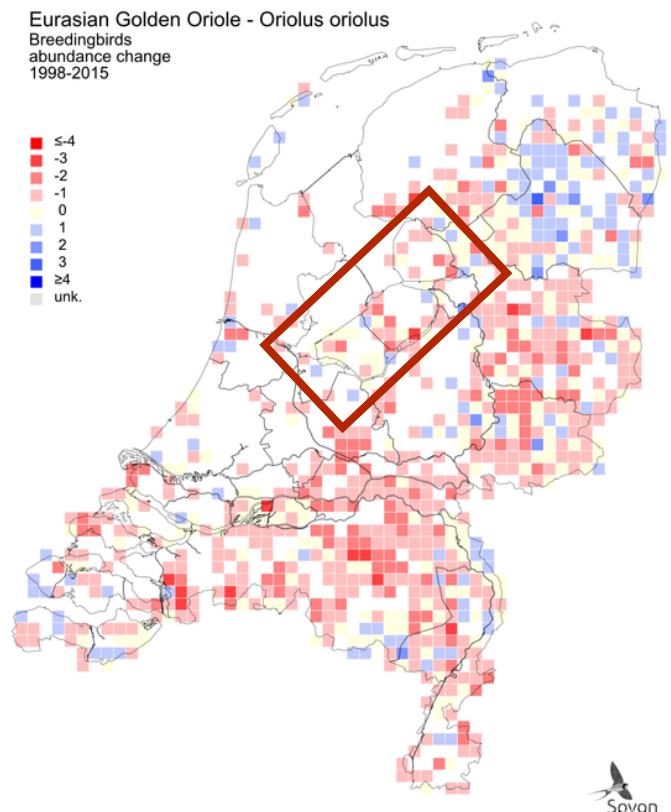 Eurasian Golden Oriole - Oriolus oriolus
Breedingbirds
abundance change
1998-2015
≤-4
-3
-2
-1
0
1
2
3
≥4
unk.
Sovon